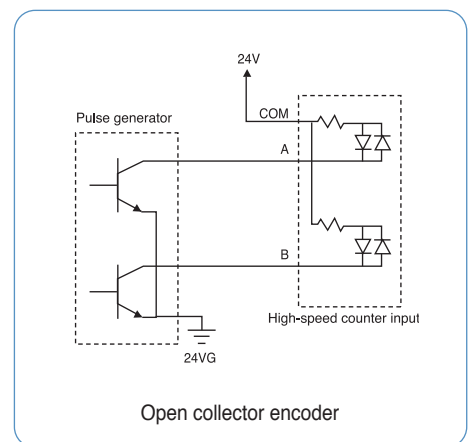 24V
COM
Pulse generator
A
B
High-speed counter input
24VG
Open collector encoder